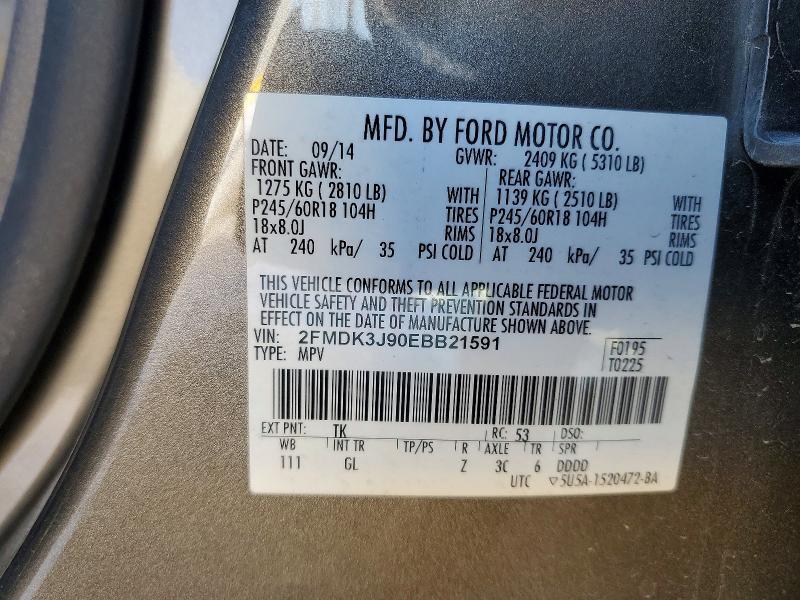 MFD. BY FORD MOTOR CO.
DATE: 09/14 GVWR: 2409 KG ( 5310 LB)
FRONT GAWR: REAR GAWR:
1275 KG ( 2810 LB) WITH 1139 KG ( 2510 LB) WITH
P245/60R18 104H TIRES P245/60R18 104H TIRES
18x8.0J RIMS 18x8.0J RIMS
AT 240 kPa/ 35 PSI COLD AT 240 kPa/ 35 PSI COLD
THIS VEHICLE CONFORMS TO ALL APPLICABLE FEDERAL MOTOR
VEHICLE SAFETY AND THEFT PREVENTION STANDARDS IN
EFFECT ON THE DATE OF MANUFACTURE SHOWN ABOVE.
VIN: 2FMDK3J90EBB21591
TYPE: MPV
F0195
T0225
EXT PNT: TK RC: 53 DSO:
WB INT TR TP/PS R AXLE TR SPR
111 GL Z 3C 6 DDDD
UTC ▽5U5A-1520472-BA